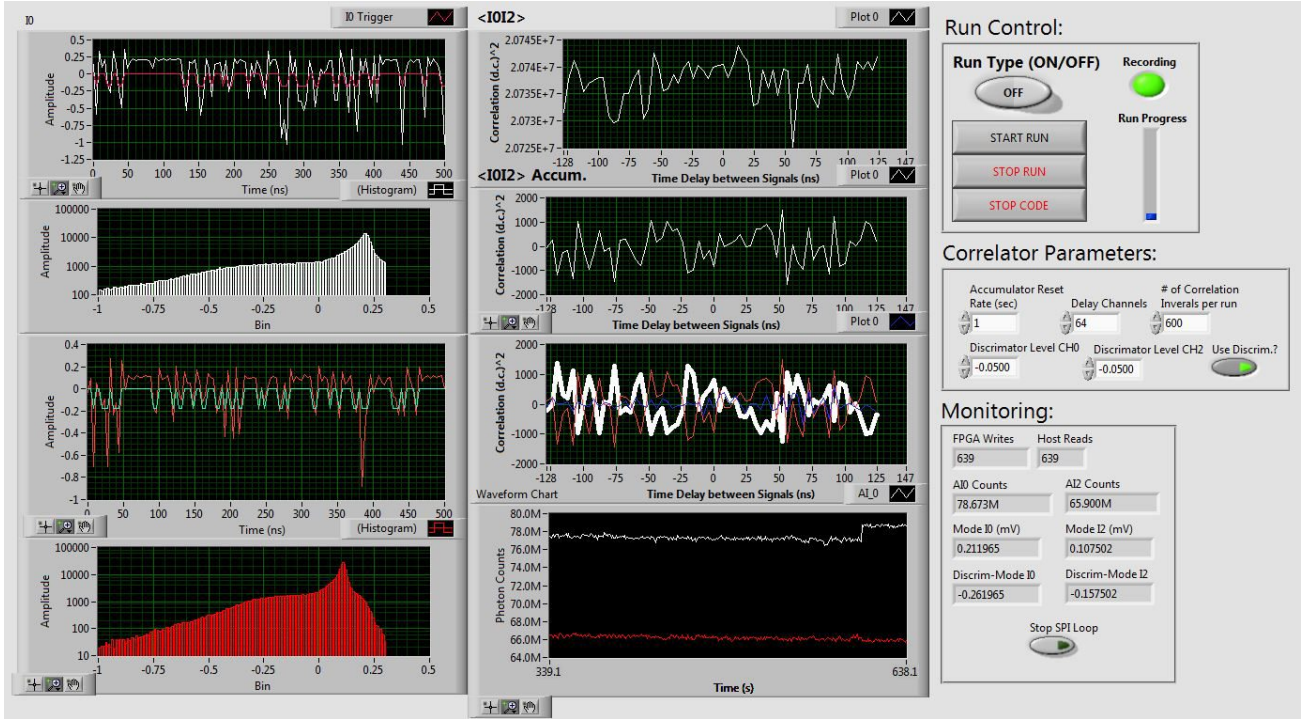 I0
I0 Trigger
0.5
0.25
0
-0.25
-0.5
-0.75
-1
-1.25
Amplitude
0 50 100 150 200 250 300 350 400 450 500
Time (ns)
(Histogram)
100000
10000
1000
100
Amplitude
-1 -0.75 -0.5 -0.25 0 0.25 0.5
Bin
0.4
0.2
0
-0.2
-0.4
-0.6
-0.8
-1
Amplitude
0 50 100 150 200 250 300 350 400 450 500
Time (ns)
(Histogram)
100000
10000
1000
100
10
Amplitude
-1 -0.75 -0.5 -0.25 0 0.25 0.5
Bin
<I0I2>
Plot 0
2.0745E+7
2.074E+7
2.0735E+7
2.073E+7
2.0725E+7
Correlation (d.c.)^2
-128 -100 -75 -50 -25 0 25 50 75 100 125 147
Time Delay between Signals (ns)
<I0I2> Accum.
Plot 0
2000
1000
0
-1000
-2000
Correlation (d.c.)^2
-128 -100 -75 -50 -25 0 25 50 75 100 125 147
Time Delay between Signals (ns)
Plot 0
2000
1000
0
-1000
-2000
Correlation (d.c.)^2
-128 -100 -75 -50 -25 0 25 50 75 100 125 147
Time Delay between Signals (ns)
Waveform Chart
AI_0
80.0M
78.0M
76.0M
74.0M
72.0M
70.0M
68.0M
66.0M
64.0M
Photon Counts
339.1 638.1
Time (s)
Run Control:
Run Type (ON/OFF)
Recording
OFF
Run Progress
START RUN
STOP RUN
STOP CODE
Correlator Parameters:
Accumulator Reset
Rate (sec)
1
Delay Channels
64
# of Correlation
Inverals per run
600
Discrimator Level CH0
-0.0500
Discrimator Level CH2
-0.0500
Use Discrim.?
Monitoring:
FPGA Writes
639
Host Reads
639
AI0 Counts
78.673M
AI2 Counts
65.900M
Mode I0 (mV)
0.211965
Mode I2 (mV)
0.107502
Discrim-Mode I0
-0.261965
Discrim-Mode I2
-0.157502
Stop SPI Loop